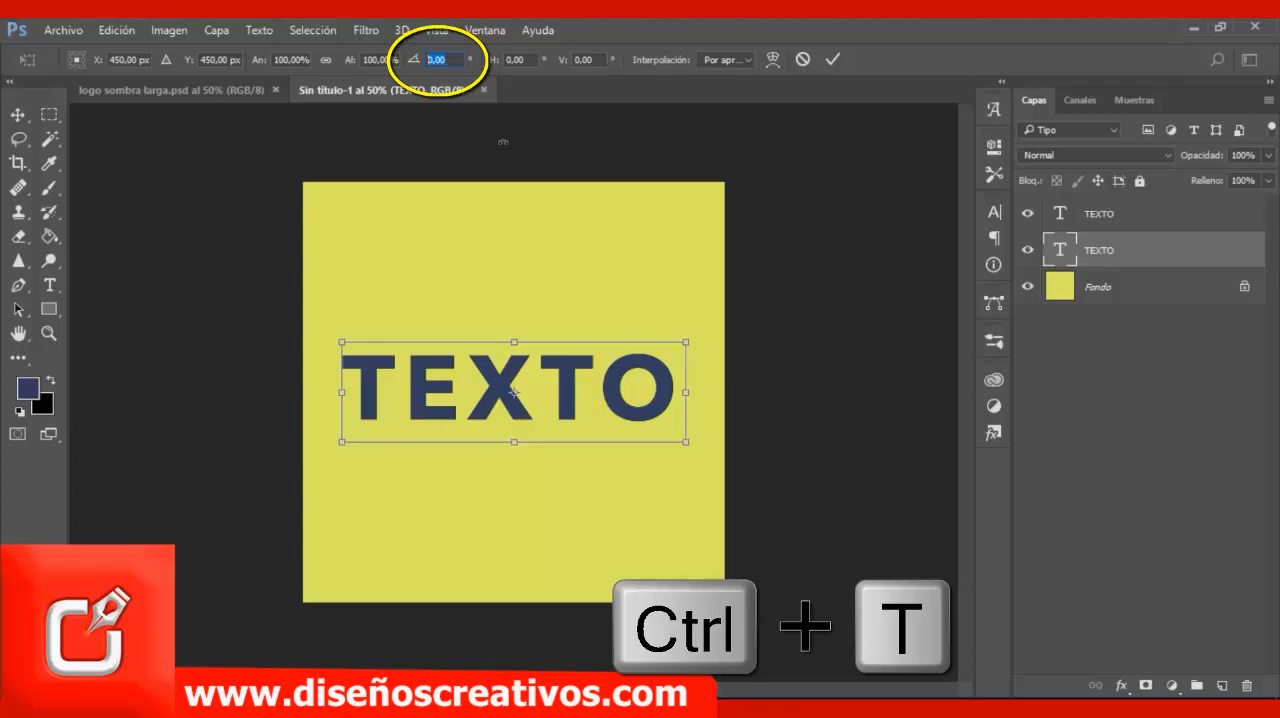 Ps Archivo Edición Imagen Capa Texto Selección Filtro 3D Vista Ventana Ayuda
X: 450,00 px Y: 450,00 px An: 100,00% Al: 100,00% 0,00 ° H: 0,00 ° V: 0,00 ° Interpolación: Por apr...
logo sombra larga.psd al 50% (RGB/8) × Sin título-1 al 50% (TEXTO, RGB/8) ×
Capas Canales Muestras
Tipo
Normal Opacidad: 100%
Bloq.: Relleno: 100%
T TEXTO
T TEXTO
Fondo
TEXTO
Ctrl + T
www.diseñoscreativos.com